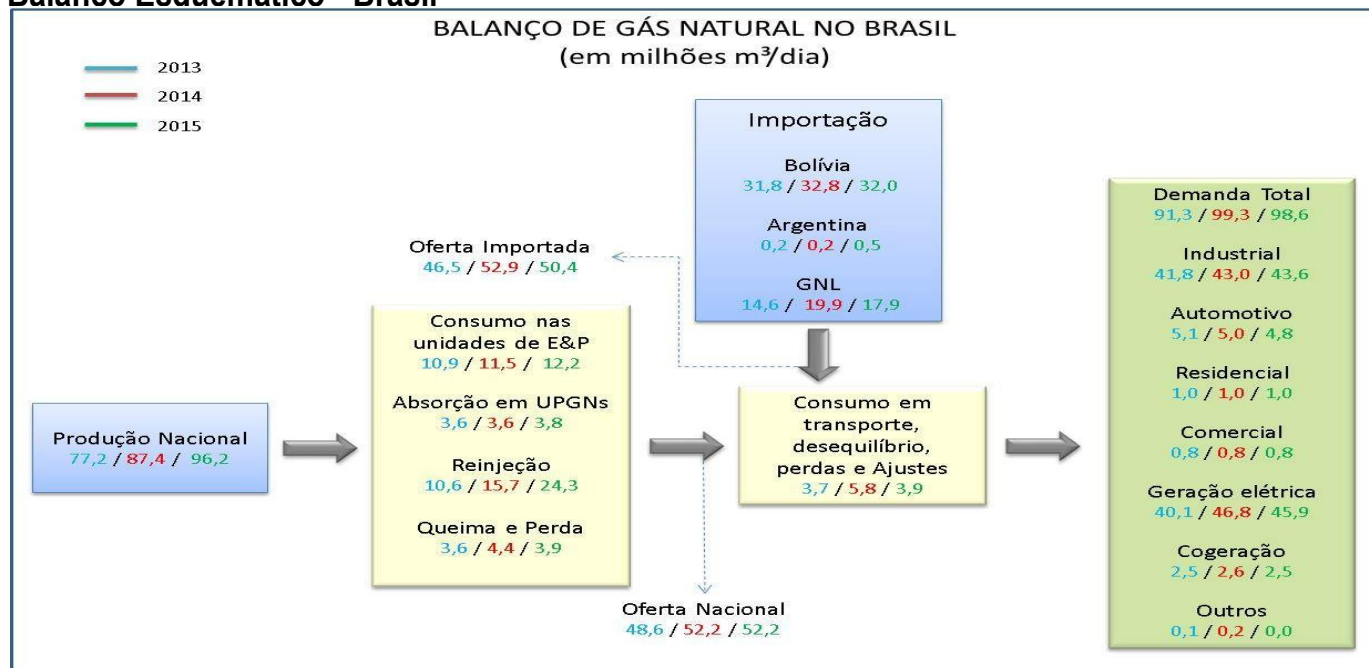 Balanço Esquemático - Brasil
BALANÇO DE GÁS NATURAL NO BRASIL
(em milhões m³/dia)
2013
2014
2015
Importação
Bolívia
31,8 / 32,8 / 32,0
Argentina
0,2 / 0,2 / 0,5
GNL
14,6 / 19,9 / 17,9
Oferta Importada
46,5 / 52,9 / 50,4
Produção Nacional
77,2 / 87,4 / 96,2
Consumo nas
unidades de E&P
10,9 / 11,5 / 12,2
Absorção em UPGNs
3,6 / 3,6 / 3,8
Reinjeção
10,6 / 15,7 / 24,3
Queima e Perda
3,6 / 4,4 / 3,9
Oferta Nacional
48,6 / 52,2 / 52,2
Consumo em
transporte,
desequilíbrio,
perdas e Ajustes
3,7 / 5,8 / 3,9
Demanda Total
91,3 / 99,3 / 98,6
Industrial
41,8 / 43,0 / 43,6
Automotivo
5,1 / 5,0 / 4,8
Residencial
1,0 / 1,0 / 1,0
Comercial
0,8 / 0,8 / 0,8
Geração elétrica
40,1 / 46,8 / 45,9
Cogeração
2,5 / 2,6 / 2,5
Outros
0,1 / 0,2 / 0,0